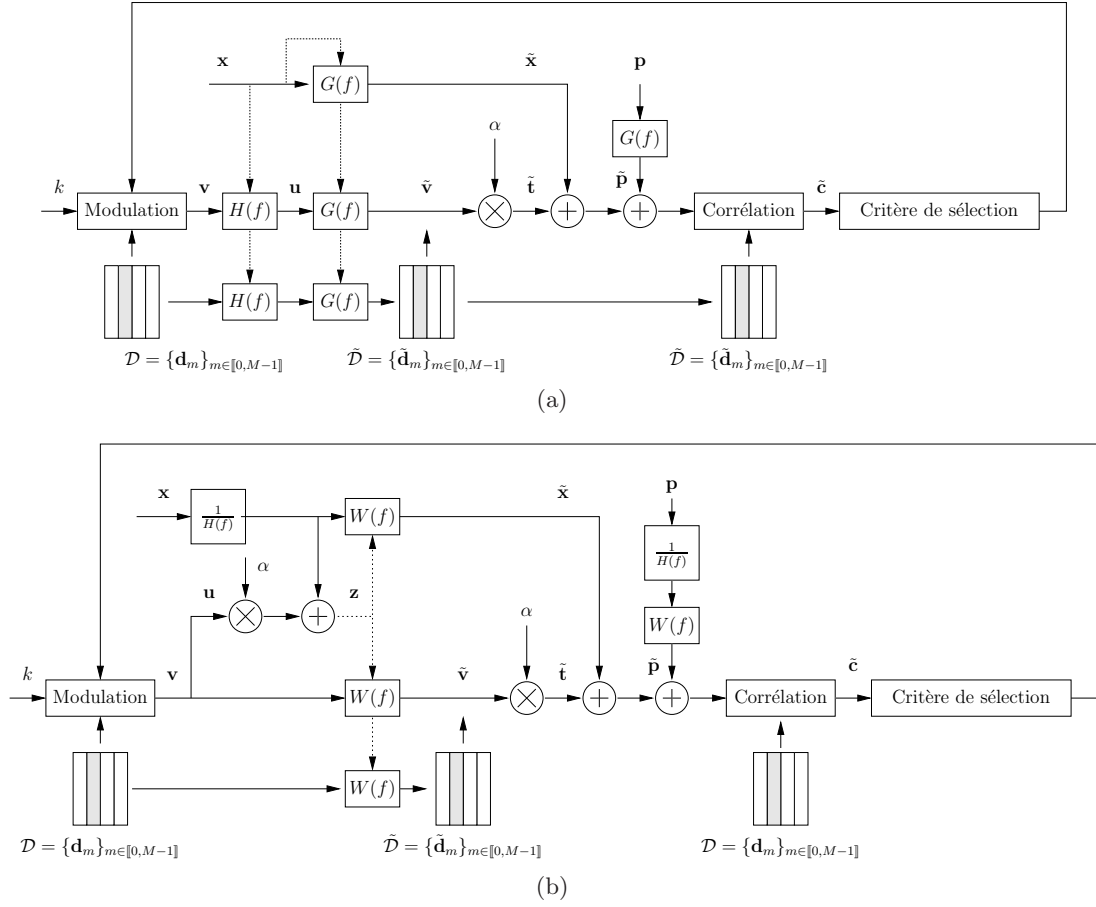 x
x̃
p
G(f)
α
G(f)
k
v
u
ṽ
t̃
p̃
c̃
Modulation
H(f)
G(f)
Corrélation
Critère de sélection
H(f)
G(f)
𝒟 = {d_m}_{m∈⟦0,M−1⟧}
𝒟̃ = {d̃_m}_{m∈⟦0,M−1⟧}
𝒟̃ = {d̃_m}_{m∈⟦0,M−1⟧}
(a)
x
1/H(f)
W(f)
x̃
p
1/H(f)
α
u
z
α
W(f)
k
v
ṽ
t̃
p̃
c̃
Modulation
W(f)
Corrélation
Critère de sélection
W(f)
𝒟 = {d_m}_{m∈⟦0,M−1⟧}
𝒟̃ = {d̃_m}_{m∈⟦0,M−1⟧}
𝒟 = {d_m}_{m∈⟦0,M−1⟧}
(b)